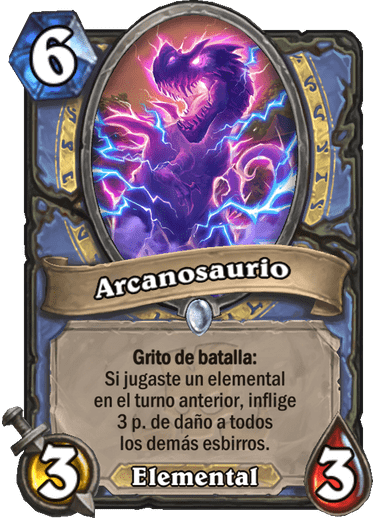 6
Arcanosaurio
Grito de batalla:
Si jugaste un elemental
en el turno anterior, inflige
3 p. de daño a todos
los demás esbirros.
3
Elemental
3